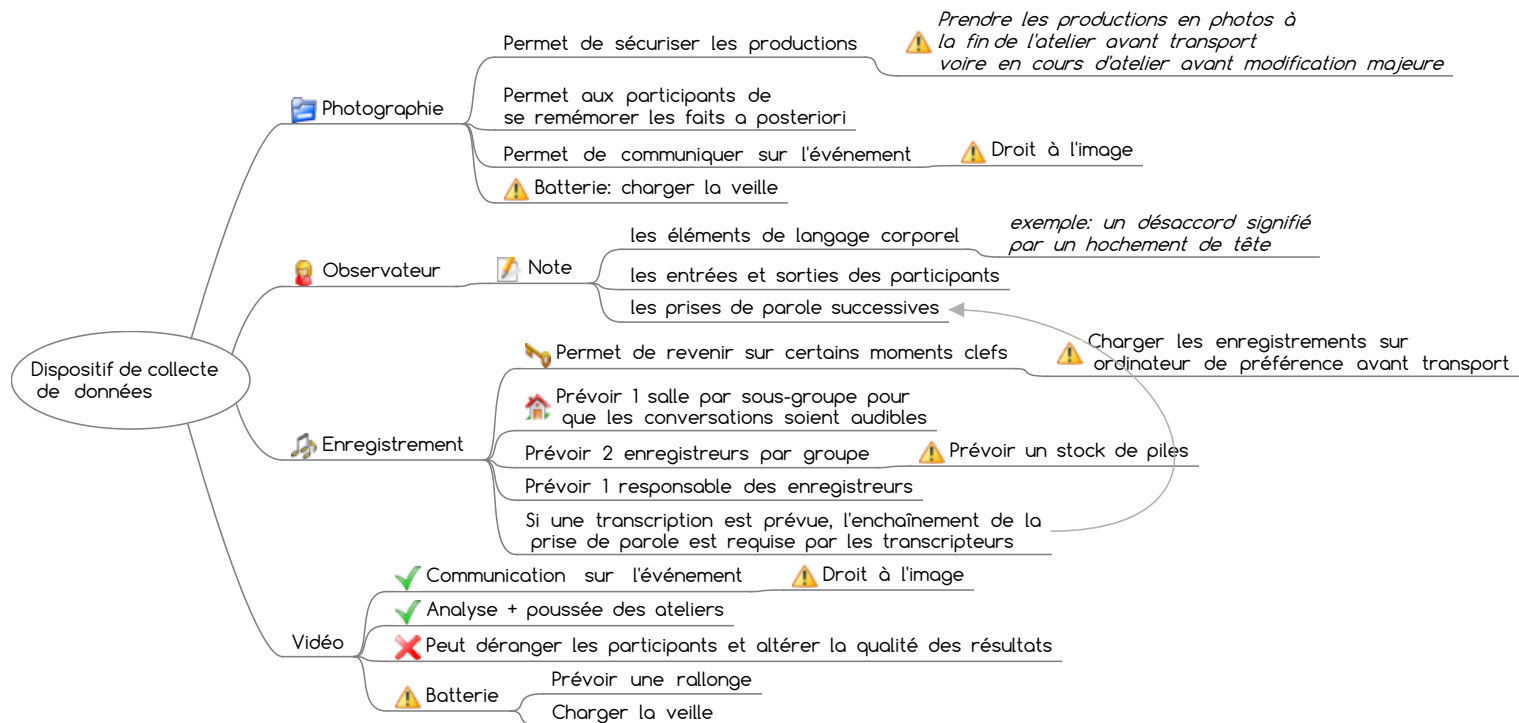 Dispositif de collecte
de données
Photographie
Permet de sécuriser les productions
Prendre les productions en photos à
la fin de l'atelier avant transport
voire en cours d'atelier avant modification majeure
Permet aux participants de
se remémorer les faits a posteriori
Permet de communiquer sur l'événement
Droit à l'image
Batterie: charger la veille
Observateur
Note
les éléments de langage corporel
exemple: un désaccord signifié
par un hochement de tête
les entrées et sorties des participants
les prises de parole successives
Enregistrement
Permet de revenir sur certains moments clefs
Charger les enregistrements sur
ordinateur de préférence avant transport
Prévoir 1 salle par sous-groupe pour
que les conversations soient audibles
Prévoir 2 enregistreurs par groupe
Prévoir un stock de piles
Prévoir 1 responsable des enregistreurs
Si une transcription est prévue, l'enchaînement de la
prise de parole est requise par les transcripteurs
Vidéo
Communication sur l'événement
Droit à l'image
Analyse + poussée des ateliers
Peut déranger les participants et altérer la qualité des résultats
Batterie
Prévoir une rallonge
Charger la veille